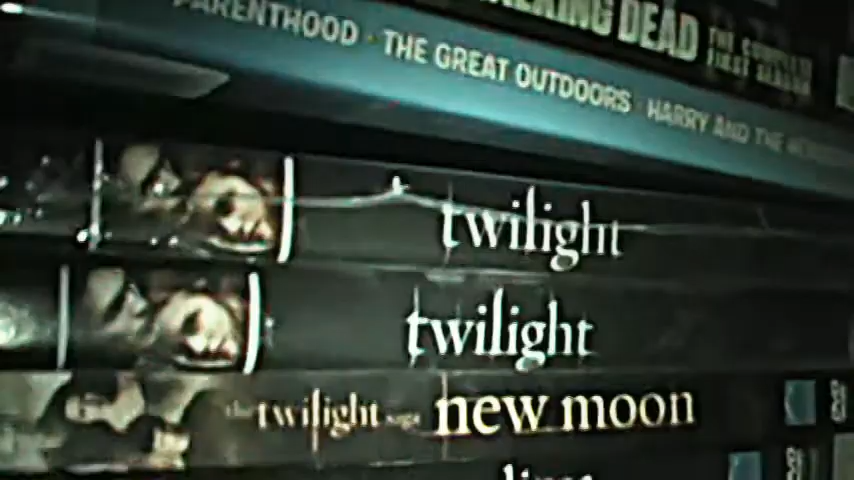 WALKING DEAD THE COMPLETE
FIRST SEASON
PARENTHOOD · THE GREAT OUTDOORS · HARRY AND THE
twilight
twilight
the twilight saga new moon